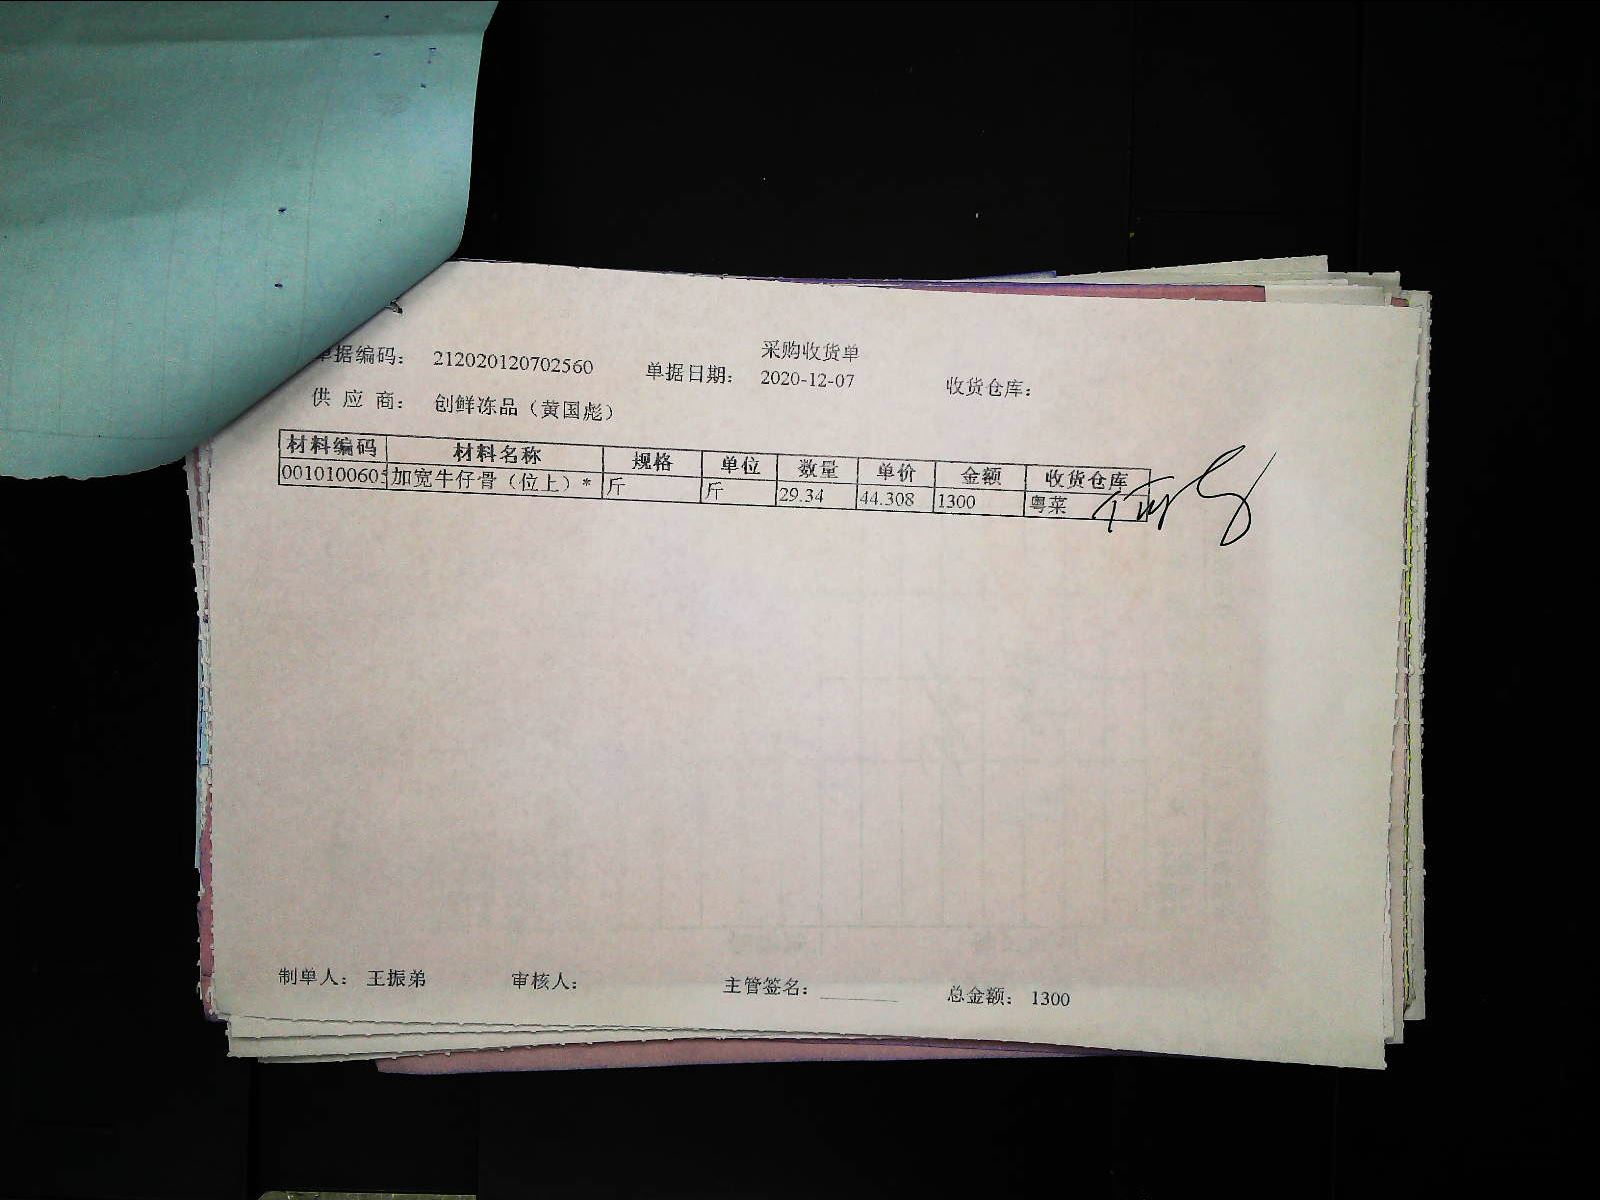 采购收货单
单据编码: 212020120702560 单据日期: 2020-12-07 收货仓库:
供 应 商: 创鲜冻品（黄国彪）
材料编码 材料名称 规格 单位 数量 单价 金额 收货仓库
0010100605 加宽牛仔骨（位上）* 斤 斤 29.34 44.308 1300 粤菜
制单人: 王振弟 审核人: 主管签名: 总金额: 1300